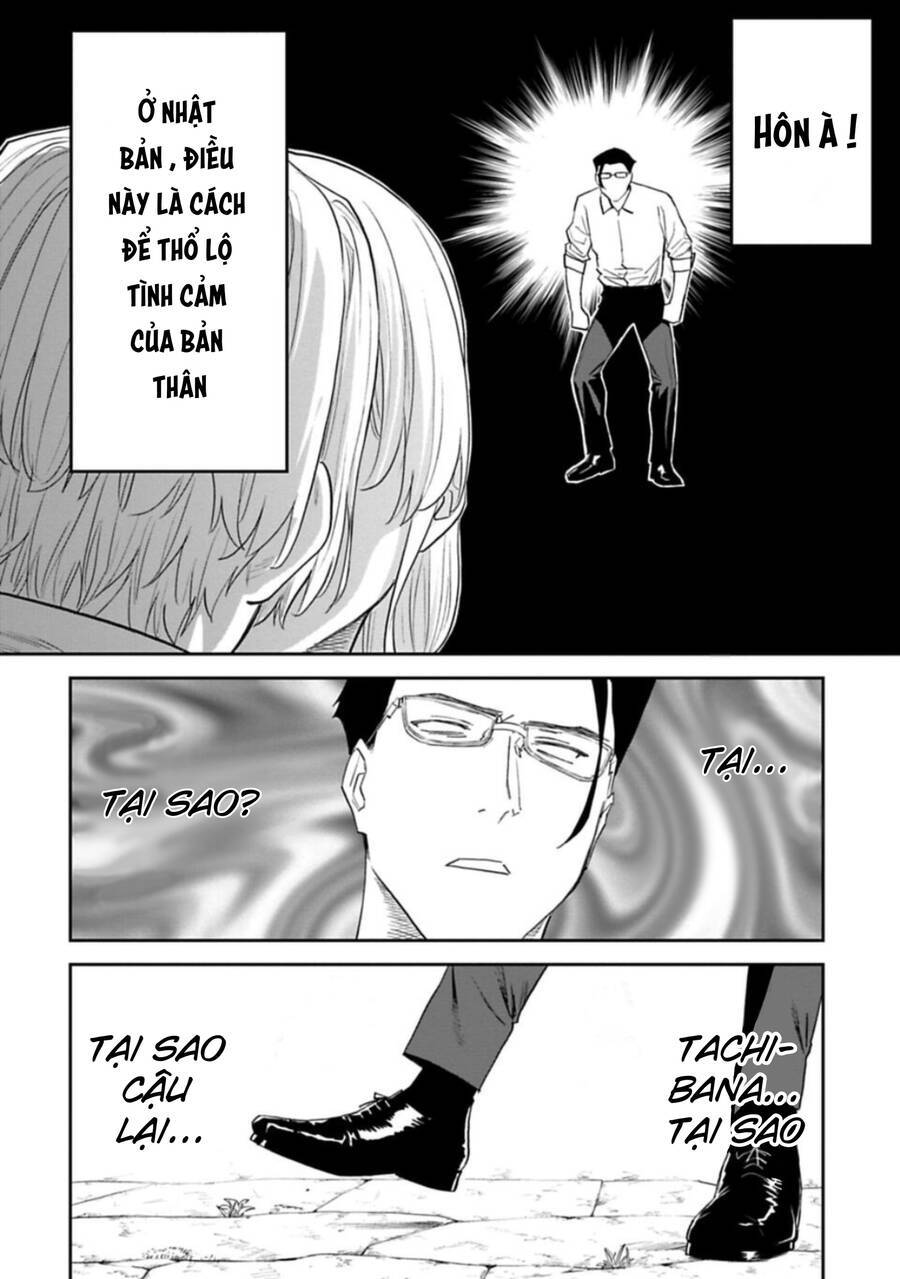 HÔN À !
Ở NHẬT
BẢN , ĐIỀU
NÀY LÀ CÁCH
ĐỂ THỔ LỘ
TÌNH CẢM
CỦA BẢN
THÂN
TẠI...
TẠI SAO?
TACHI-
BANA...
TẠI SAO
TẠI SAO
CẬU
LẠI...